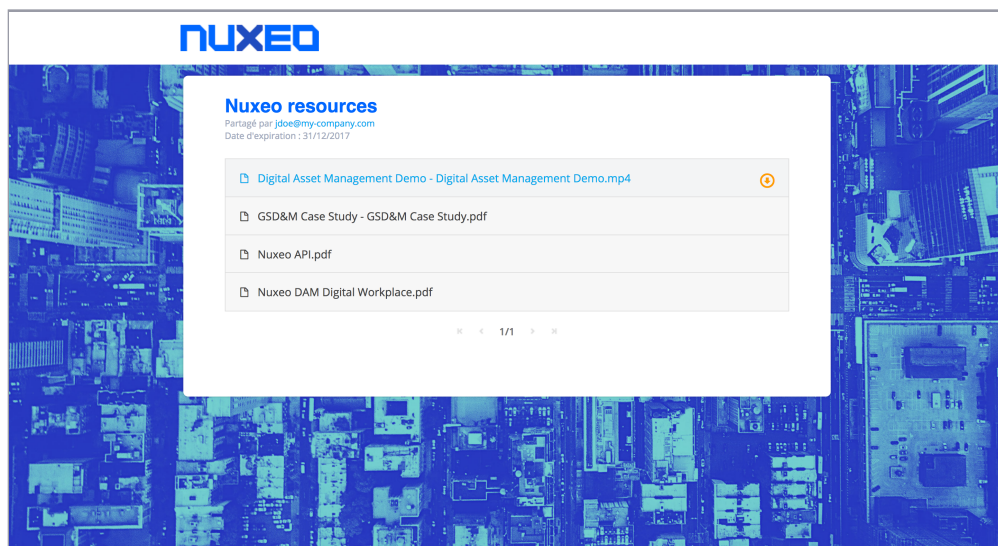 nuxeo
Nuxeo resources
Partagé par jdoe@my-company.com
Date d'expiration : 31/12/2017
Digital Asset Management Demo - Digital Asset Management Demo.mp4
GSD&M Case Study - GSD&M Case Study.pdf
Nuxeo API.pdf
Nuxeo DAM Digital Workplace.pdf
1/1